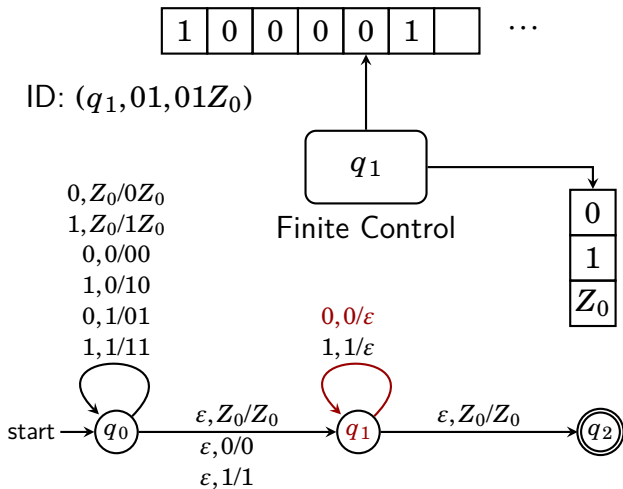 1 0 0 0 0 1 ⋯
ID: (q₁, 01, 01Z₀)
q₁
Finite Control
0
1
Z₀
0, Z₀/0Z₀
1, Z₀/1Z₀
0, 0/00
1, 0/10
0, 1/01
1, 1/11
0, 0/ε
1, 1/ε
start
q₀
ε, Z₀/Z₀
ε, 0/0
ε, 1/1
q₁
ε, Z₀/Z₀
q₂